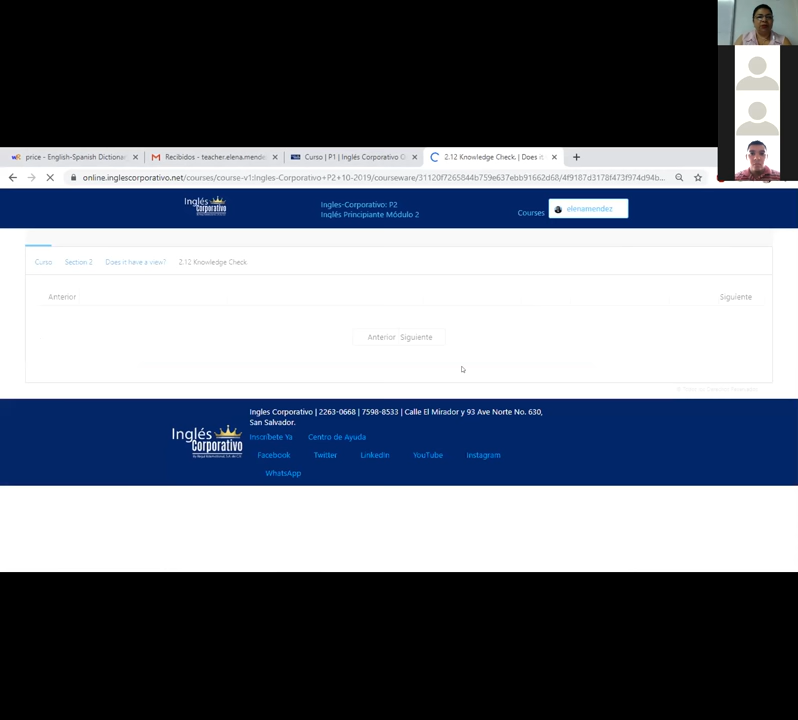 price - English-Spanish Dictionar
Recibidos - teacher.elena.mende
Curso | P1 | Inglés Corporativo O
2.12 Knowledge Check. | Does it
online.inglescorporativo.net/courses/course-v1:Ingles-Corporativo+P2+10-2019/courseware/31120f7265844b759e637ebb91662d68/4f9187d3178f473f974d94b...
Inglés
Corporativo
Ingles-Corporativo: P2
Inglés Principiante Módulo 2
Courses
elenamendez
Curso
Section 2
Does it have a view?
2.12 Knowledge Check
Anterior
Siguiente
Anterior Siguiente
Ingles Corporativo | 2263-0668 | 7598-8533 | Calle El Mirador y 93 Ave Norte No. 630,
San Salvador.
Inglés
Corporativo
Inscríbete Ya
Centro de Ayuda
Facebook
Twitter
LinkedIn
YouTube
Instagram
WhatsApp